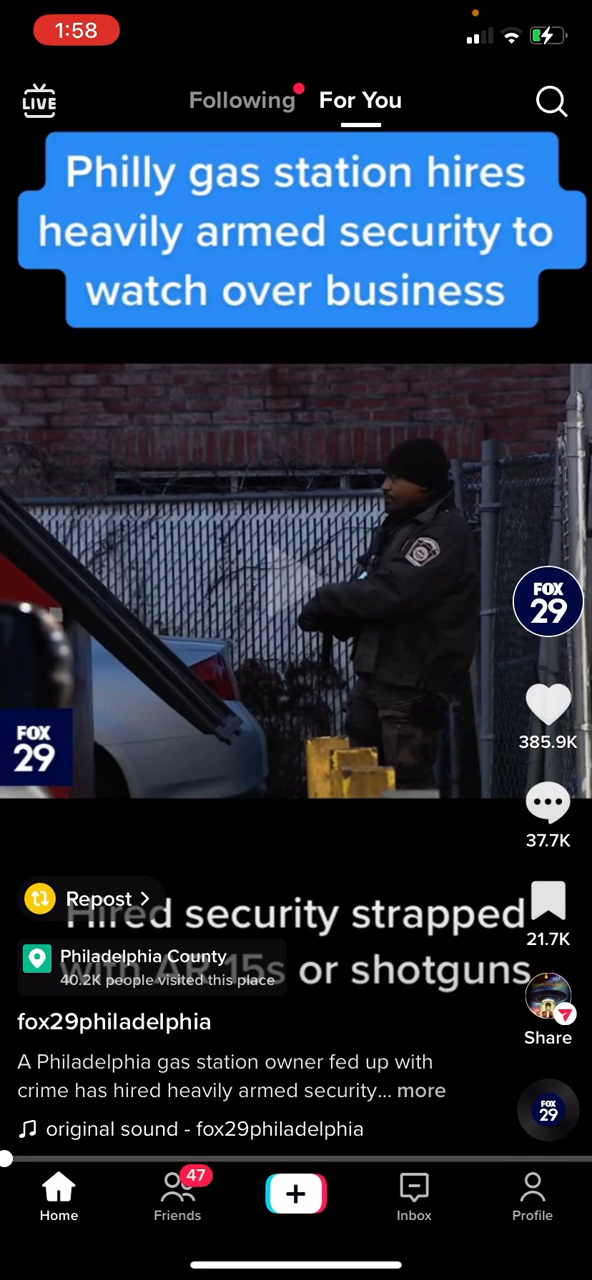 1:58
LIVE
Following
For You
Philly gas station hires
heavily armed security to
watch over business
FOX
29
385.9K
FOX
29
37.7K
Repost >
Hired security strapped
21.7K
Philadelphia County
with AR 15s or shotguns
40.2K people visited this place
fox29philadelphia
Share
A Philadelphia gas station owner fed up with
crime has hired heavily armed security... more
FOX
29
original sound - fox29philadelphia
47
Home
Friends
Inbox
Profile